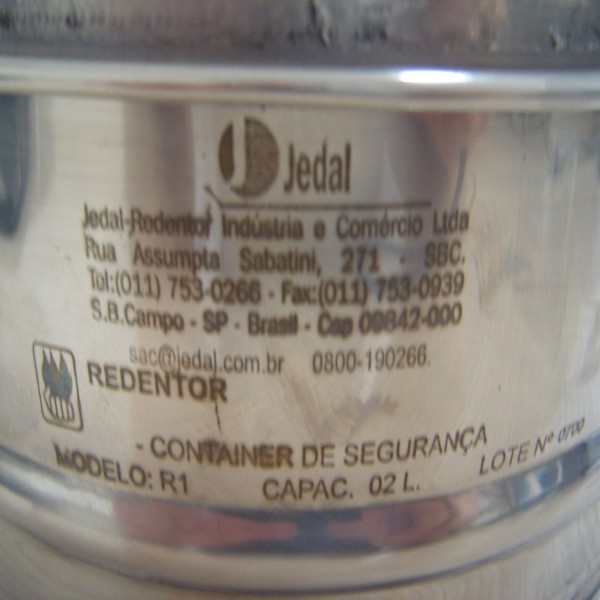 Jedal
Jedal-Redentor Indústria e Comércio Ltda
Rua Assumpta Sabatini, 271 - SBC.
Tel:(011) 753-0266 - Fax:(011) 753-0939
S.B.Campo - SP - Brasil - Cep 09842-000
sac@jedal.com.br 0800-190266.
REDENTOR
- CONTAINER DE SEGURANÇA
MODELO: R1 CAPAC. 02 L. LOTE Nº 0700